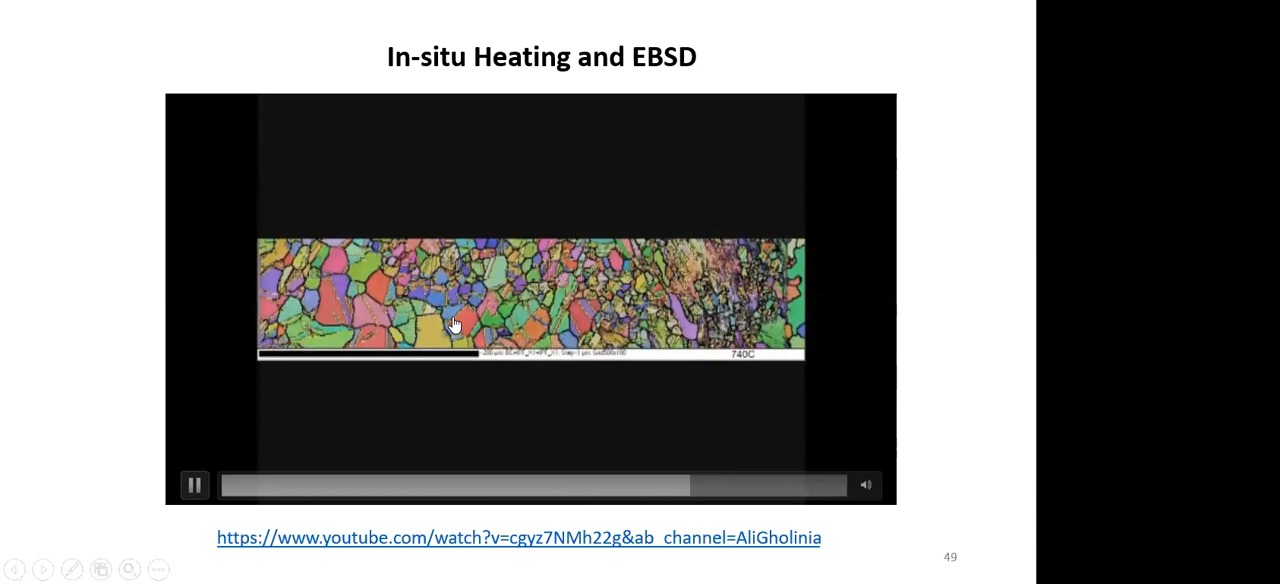 In-situ Heating and EBSD
740C
https://www.youtube.com/watch?v=cgyz7NMh22g&ab_channel=AliGholinia
49